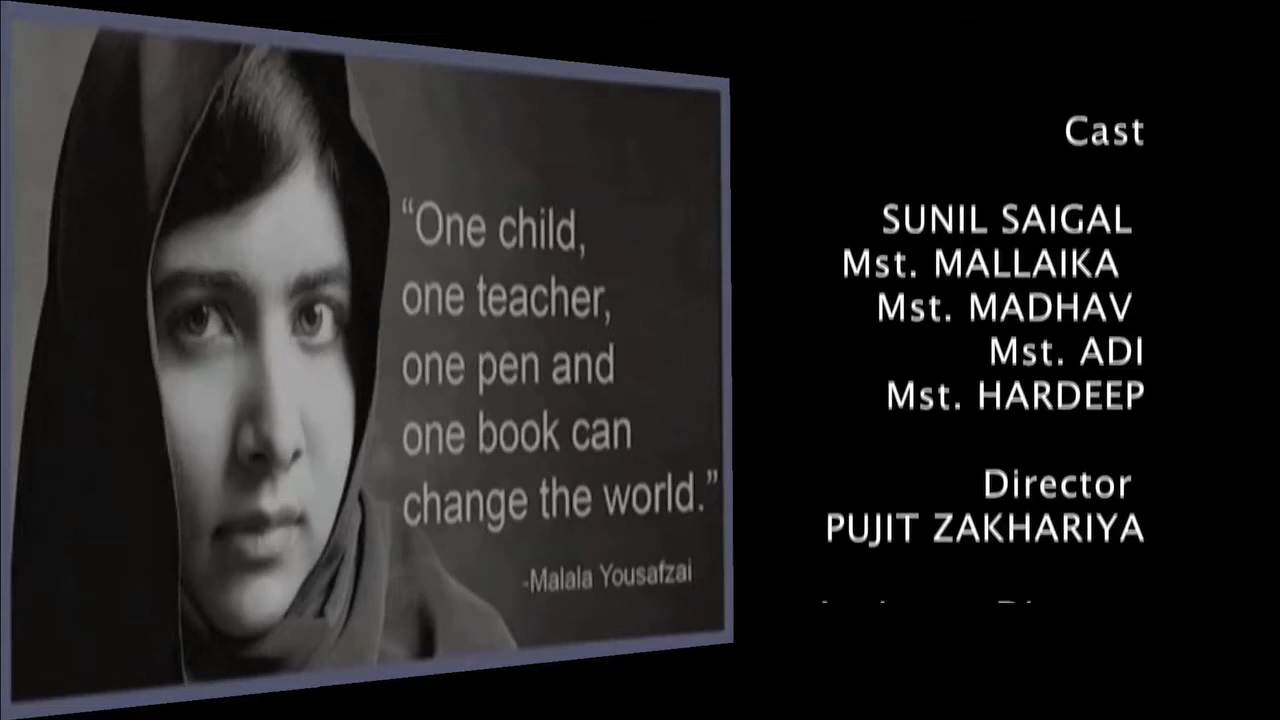 “One child,
one teacher,
one pen and
one book can
change the world.”
-Malala Yousafzai
Cast
SUNIL SAIGAL
Mst. MALLAIKA
Mst. MADHAV
Mst. ADI
Mst. HARDEEP
Director
PUJIT ZAKHARIYA